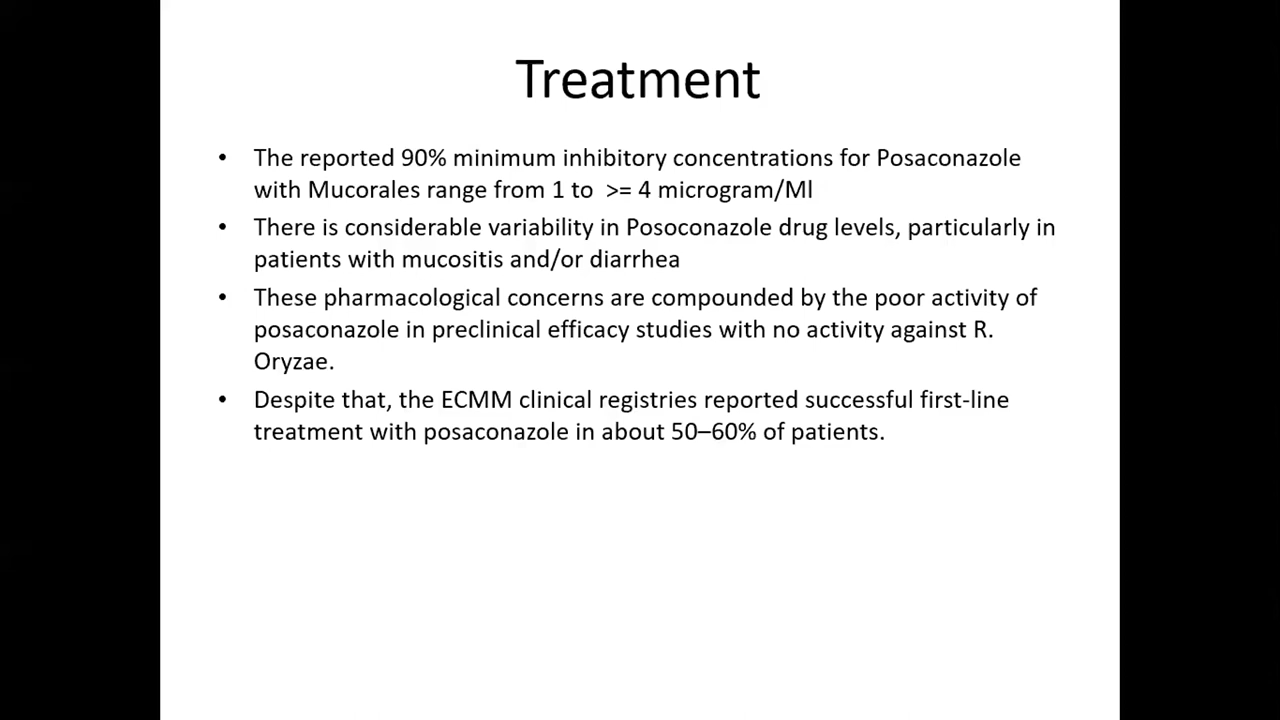 Treatment
• The reported 90% minimum inhibitory concentrations for Posaconazole
with Mucorales range from 1 to  >= 4 microgram/Ml
• There is considerable variability in Posoconazole drug levels, particularly in
patients with mucositis and/or diarrhea
• These pharmacological concerns are compounded by the poor activity of
posaconazole in preclinical efficacy studies with no activity against R.
Oryzae.
• Despite that, the ECMM clinical registries reported successful first-line
treatment with posaconazole in about 50–60% of patients.